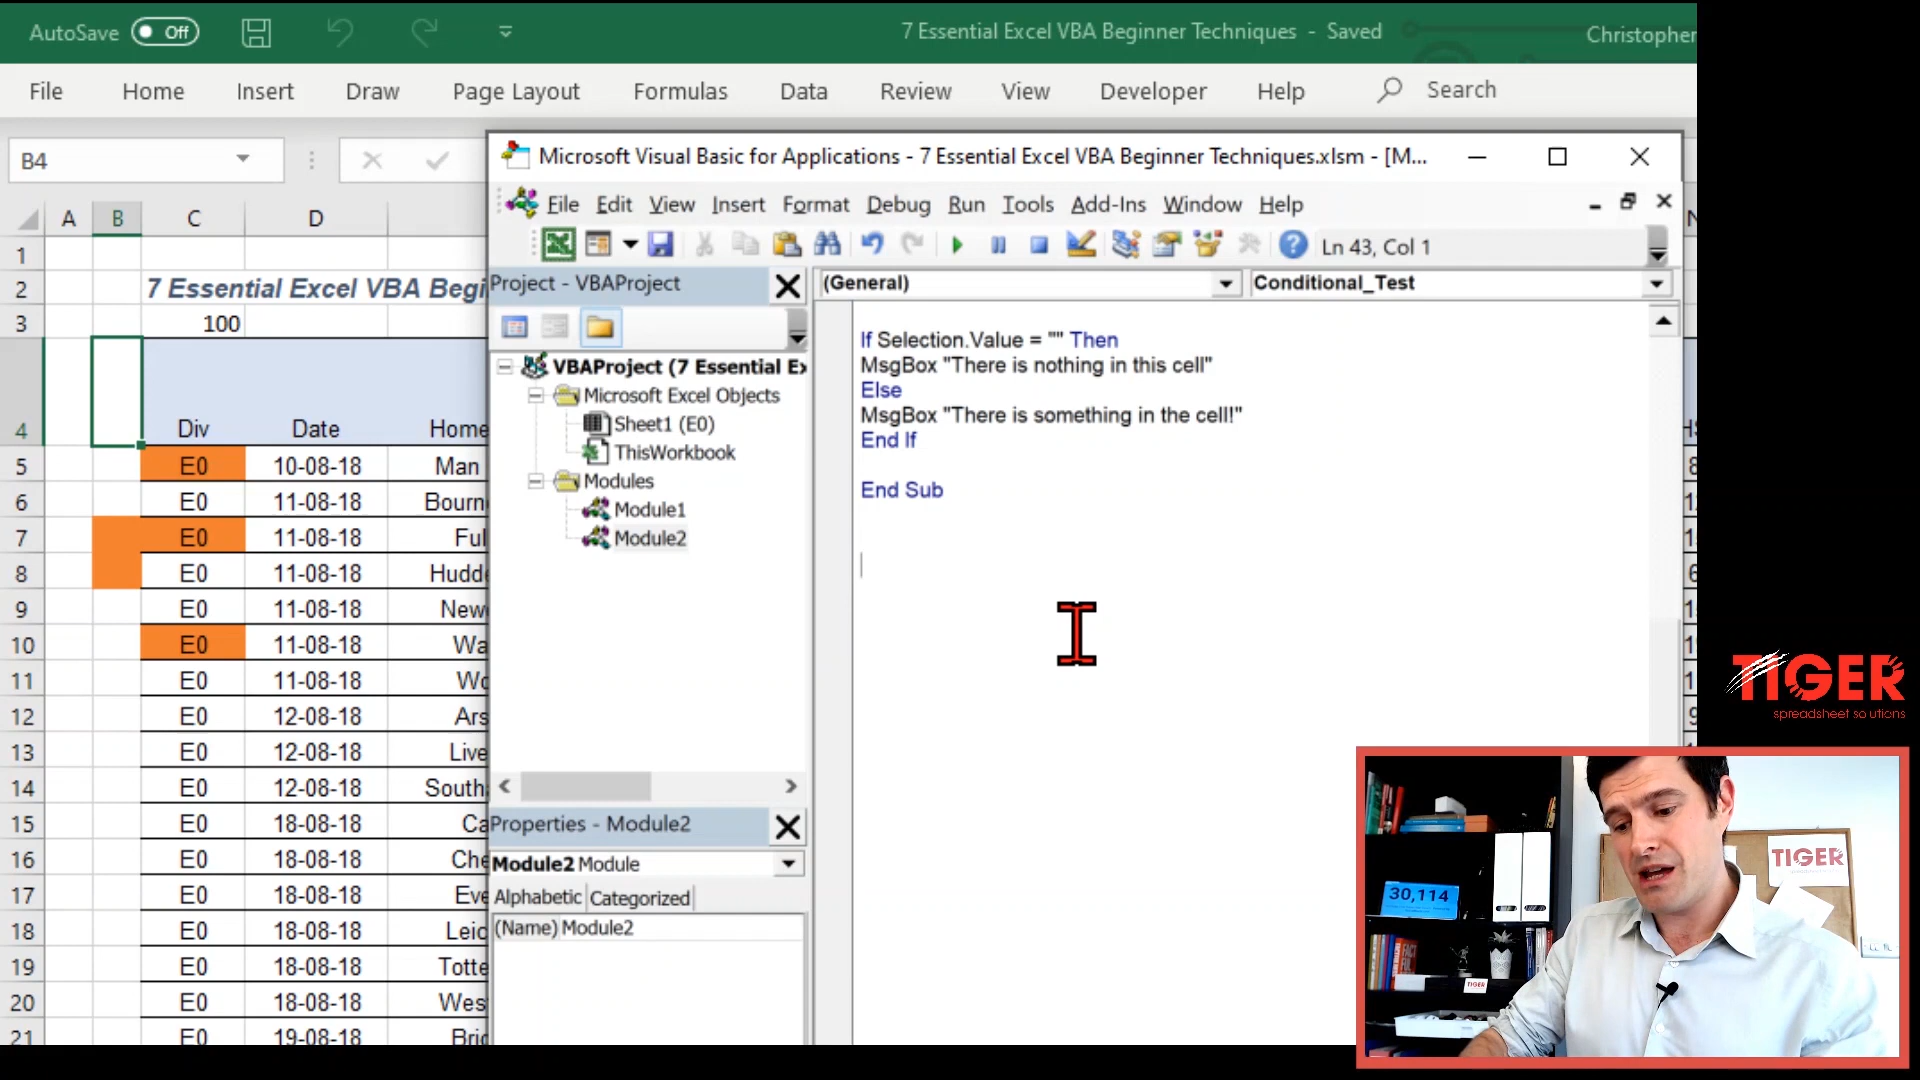 AutoSave Off
7 Essential Excel VBA Beginner Techniques - Saved
Christopher
File Home Insert Draw Page Layout Formulas Data Review View Developer Help Search
B4
A B C D
1
2 7 Essential Excel VBA Begi
3 100
4 Div Date Home
5 E0 10-08-18 Man
6 E0 11-08-18 Bourn
7 E0 11-08-18 Ful
8 E0 11-08-18 Hudde
9 E0 11-08-18 Newc
10 E0 11-08-18 Wa
11 E0 11-08-18 Wo
12 E0 12-08-18 Ars
13 E0 12-08-18 Live
14 E0 12-08-18 South
15 E0 18-08-18 Ca
16 E0 18-08-18 Che
17 E0 18-08-18 Eve
18 E0 18-08-18 Leic
19 E0 18-08-18 Totte
20 E0 18-08-18 West
21 E0 19-08-18 Brig
Microsoft Visual Basic for Applications - 7 Essential Excel VBA Beginner Techniques.xlsm - [M...
File Edit View Insert Format Debug Run Tools Add-Ins Window Help
Ln 43, Col 1
Project - VBAProject
VBAProject (7 Essential Ex
Microsoft Excel Objects
Sheet1 (E0)
ThisWorkbook
Modules
Module1
Module2
Properties - Module2
Module2 Module
Alphabetic Categorized
(Name) Module2
(General)
Conditional_Test
If Selection.Value = "" Then
MsgBox "There is nothing in this cell"
Else
MsgBox "There is something in the cell!"
End If
End Sub
TIGER
spreadsheet solutions
30,114
TIGER
TIGER